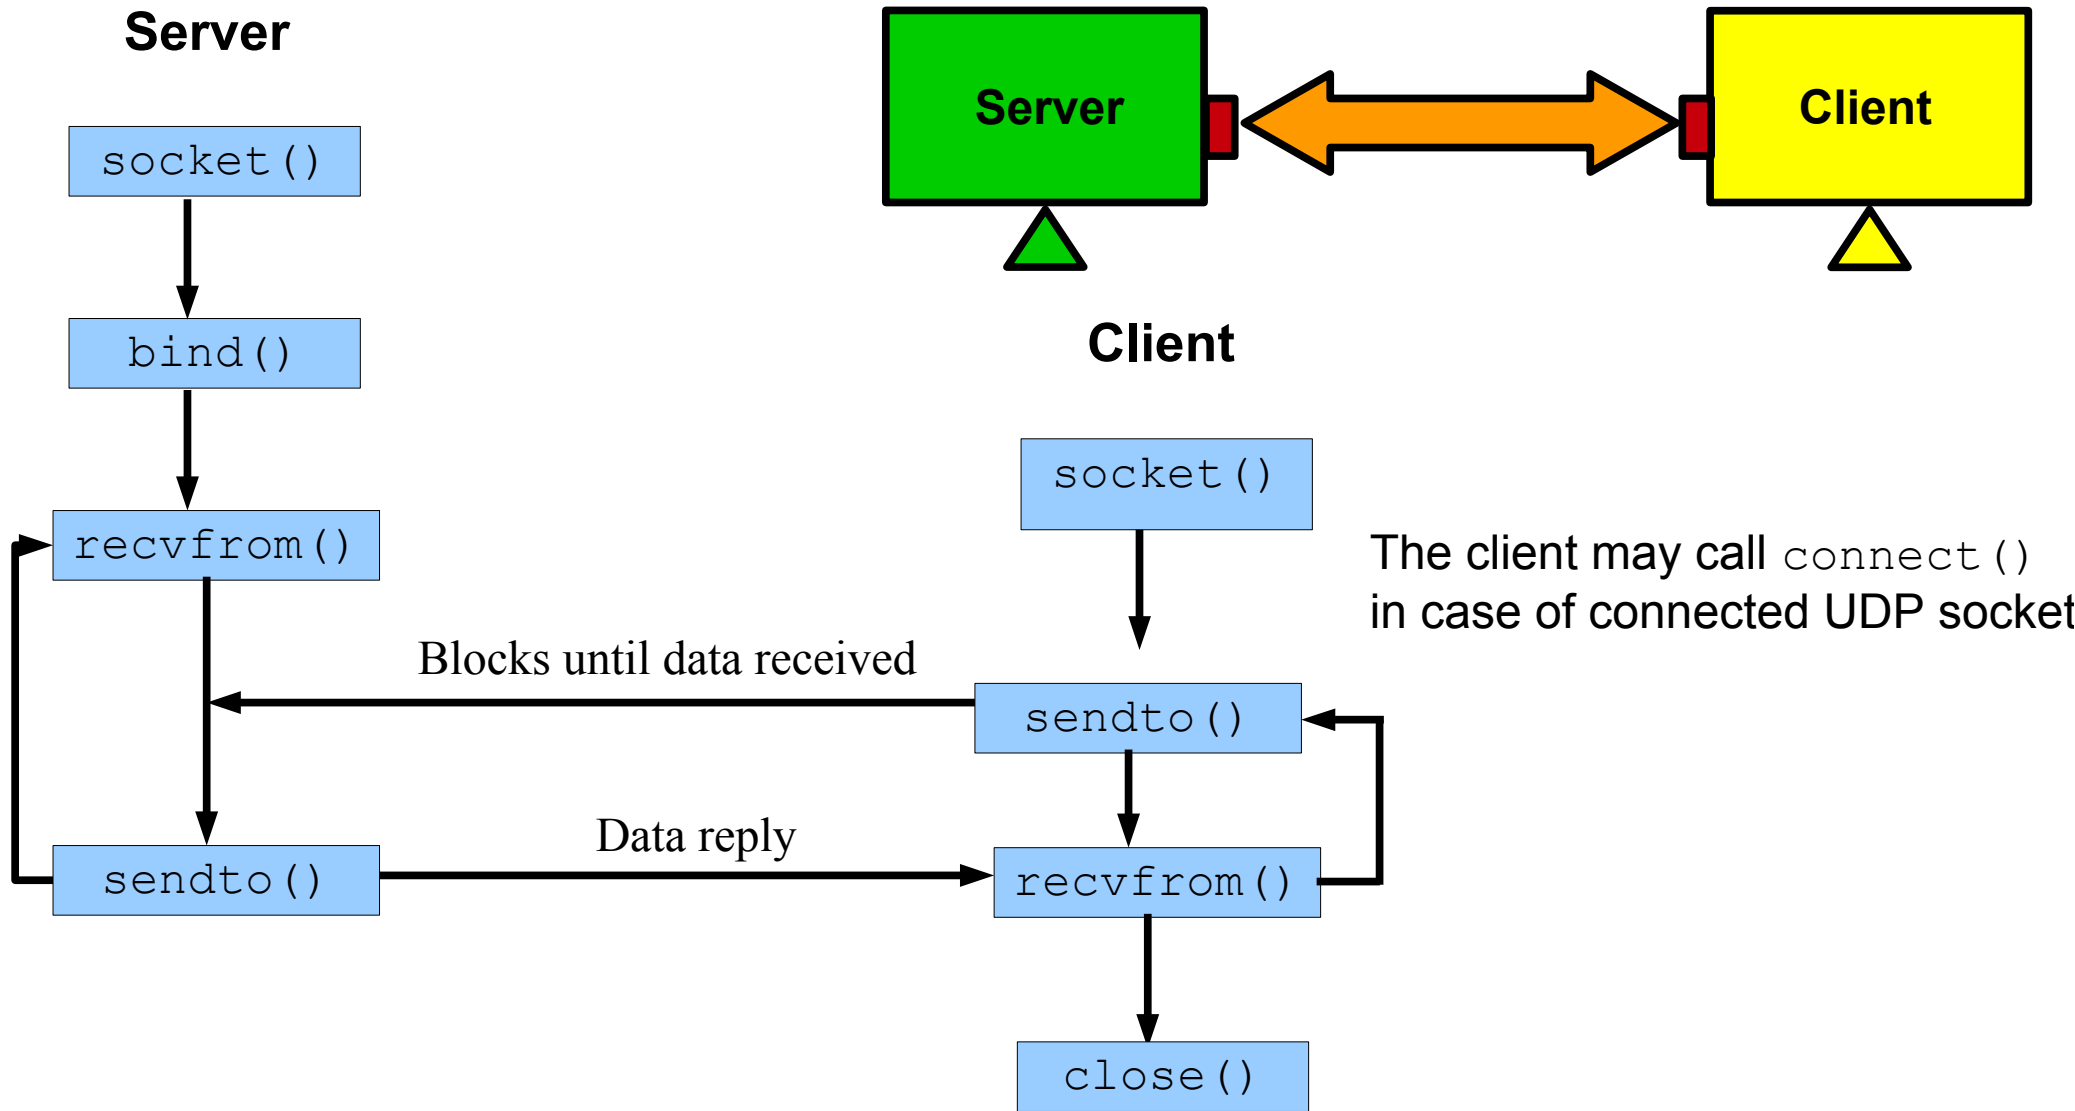 Server
Server
Client
socket()
bind()
Client
socket()
recvfrom()
The client may call connect()
in case of connected UDP socket
Blocks until data received
sendto()
Data reply
sendto()
recvfrom()
close()